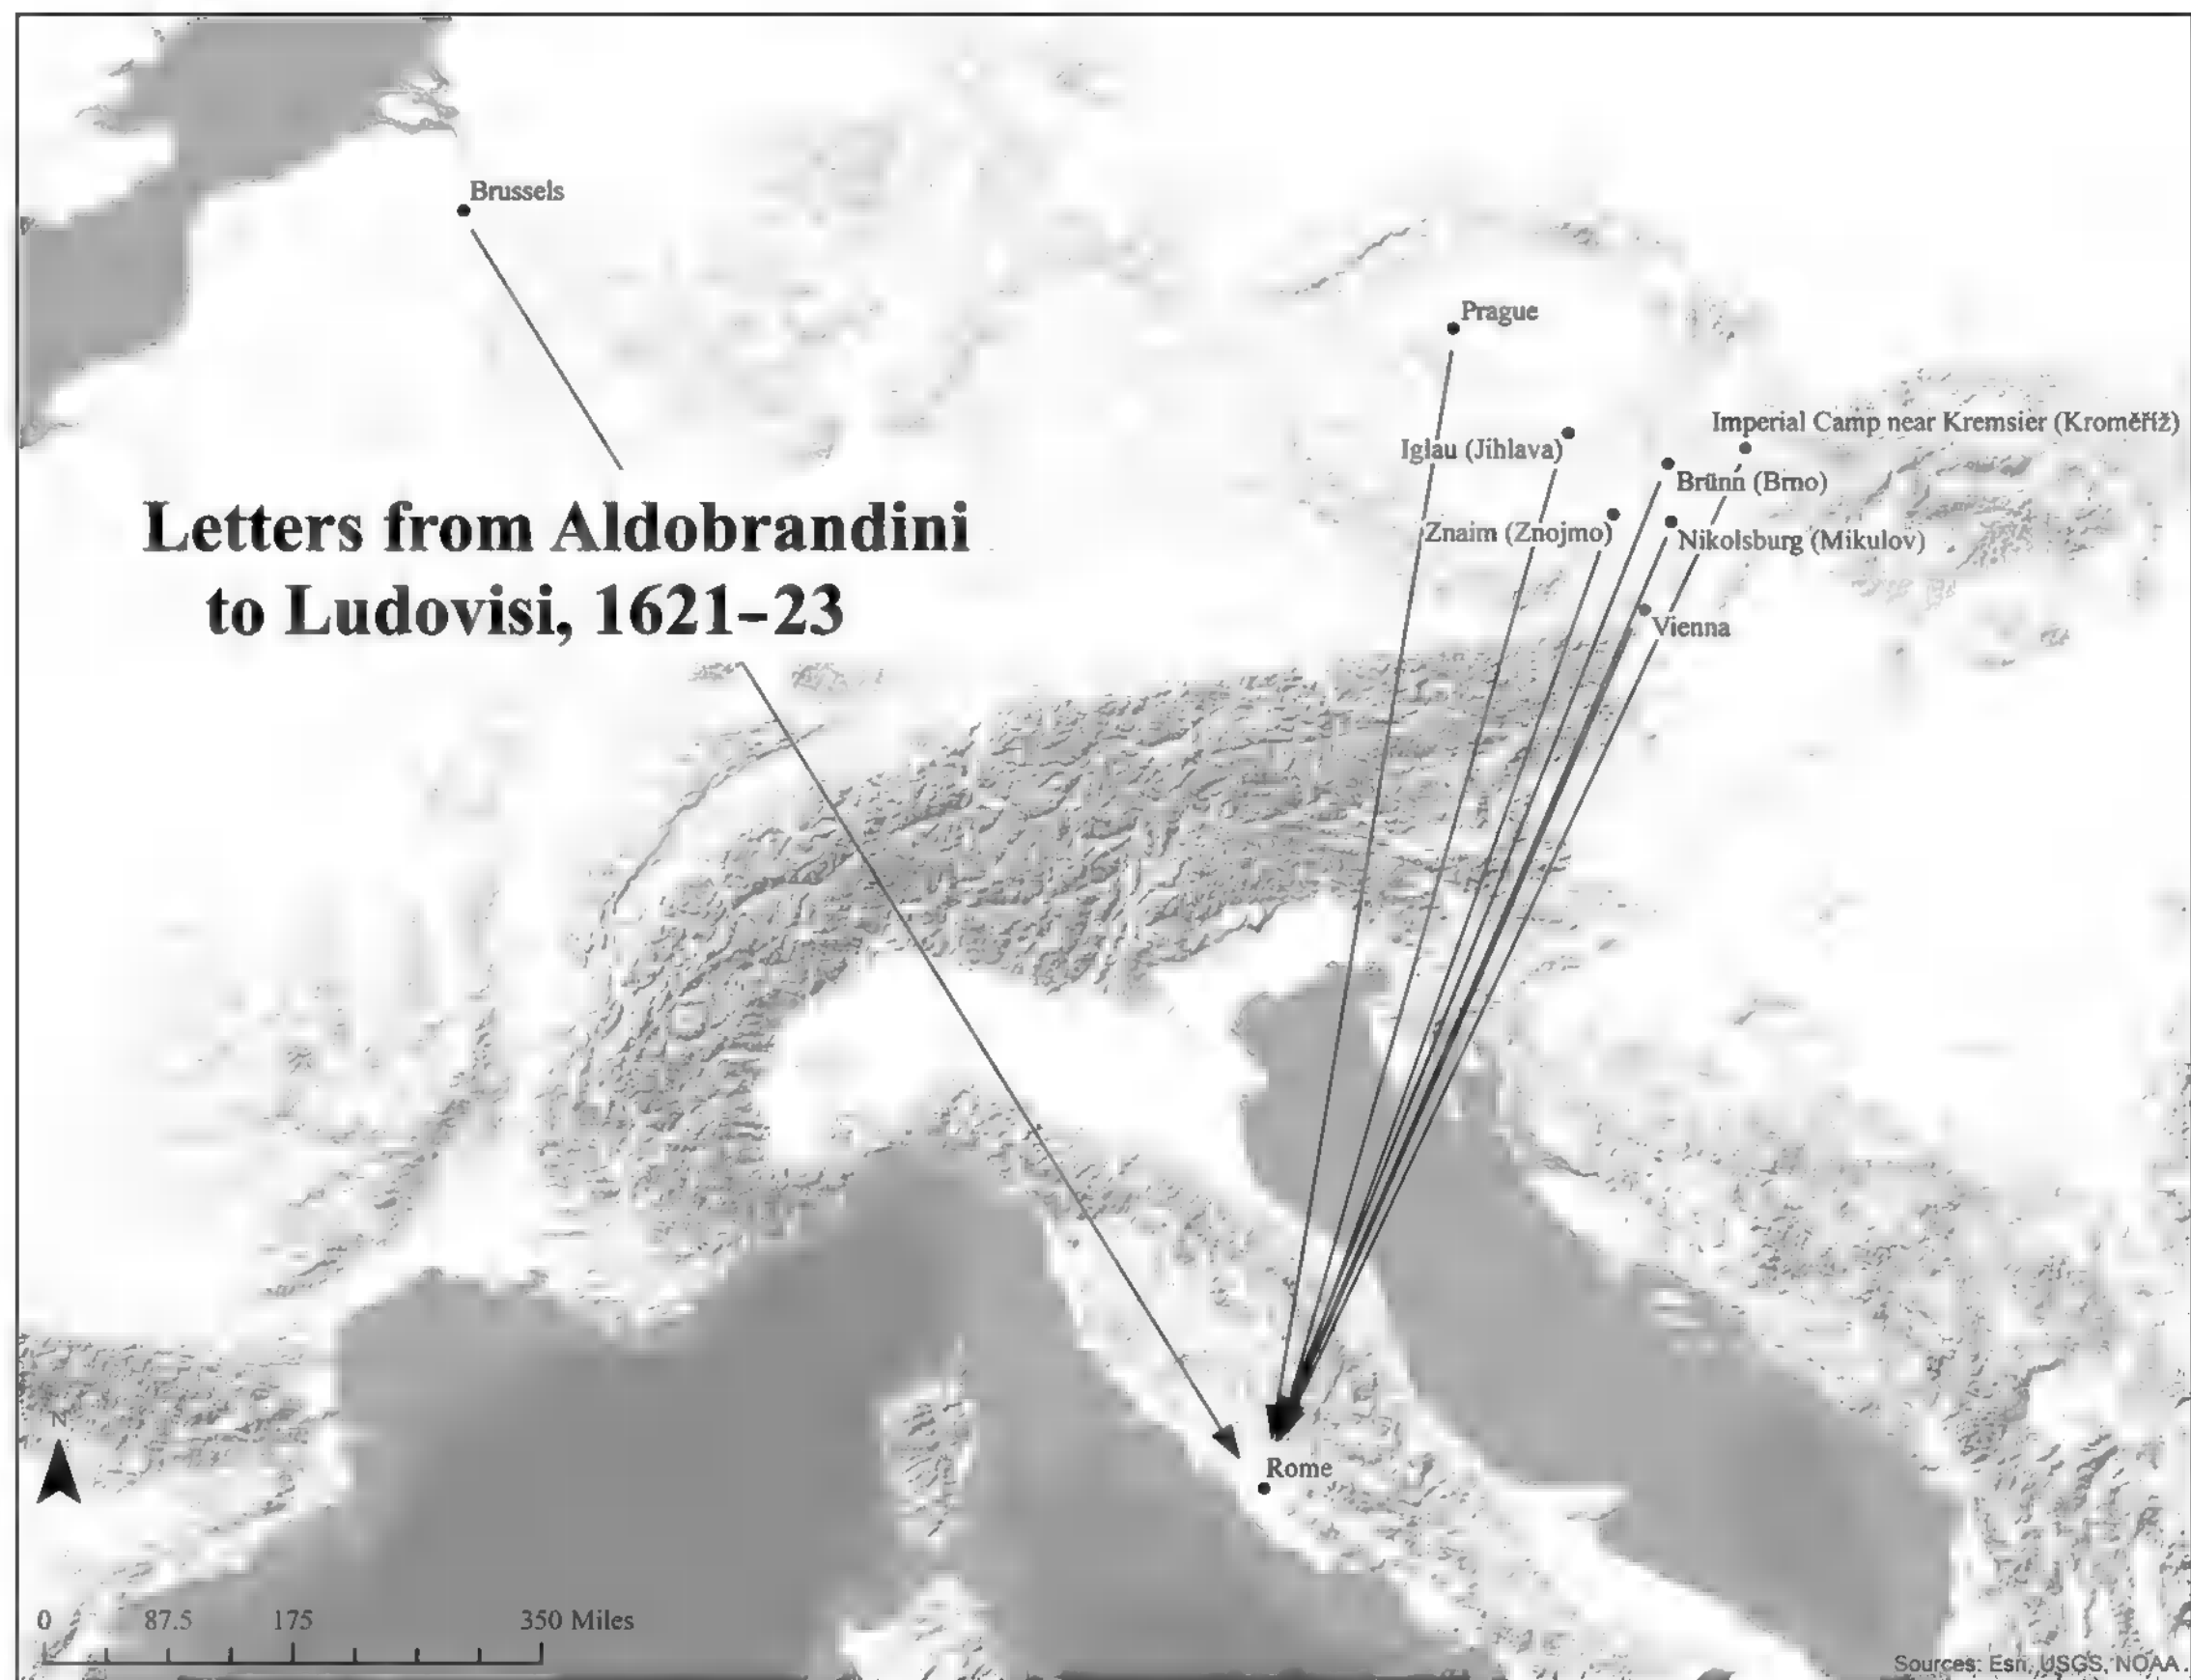 Brussels
Prague
Imperial Camp near Kremsier (Kroměříž)
Iglau (Jihlava)
Brünn (Brno)
Letters from Aldobrandini
to Ludovisi, 1621–23
Znaim (Znojmo)
Nikolsburg (Mikulov)
Vienna
Rome
N
0 87.5 175 350 Miles
Sources: Esri, USGS, NOAA